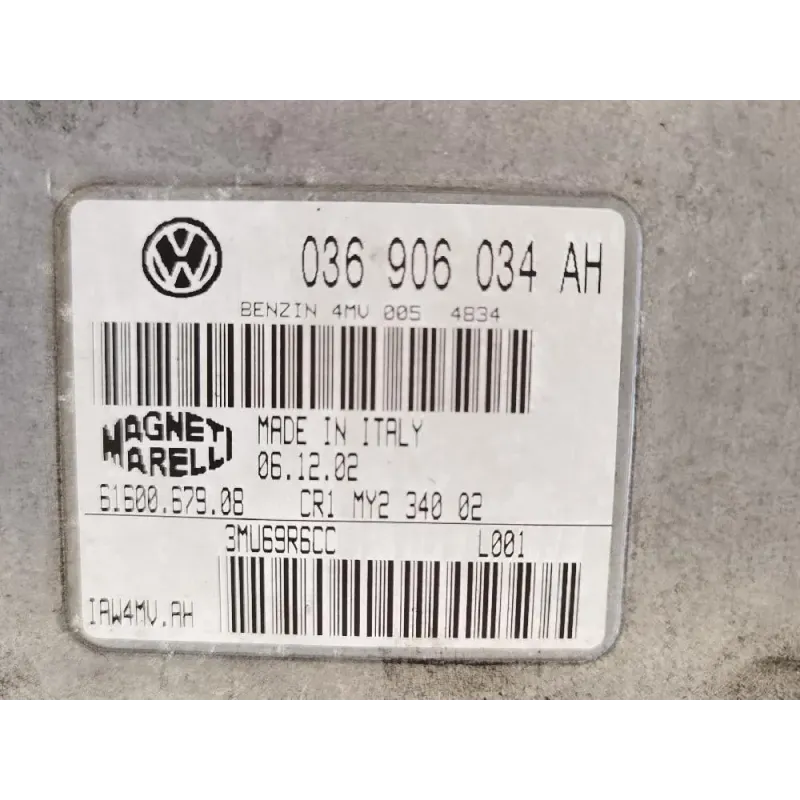 036 906 034 AH
BENZIN 4MV 005 4834
MAGNETI
MARELLI
MADE IN ITALY
06.12.02
61600.679.08 CR1 MY2 340 02
3MU69R6CC L001
IAW4MV.AH